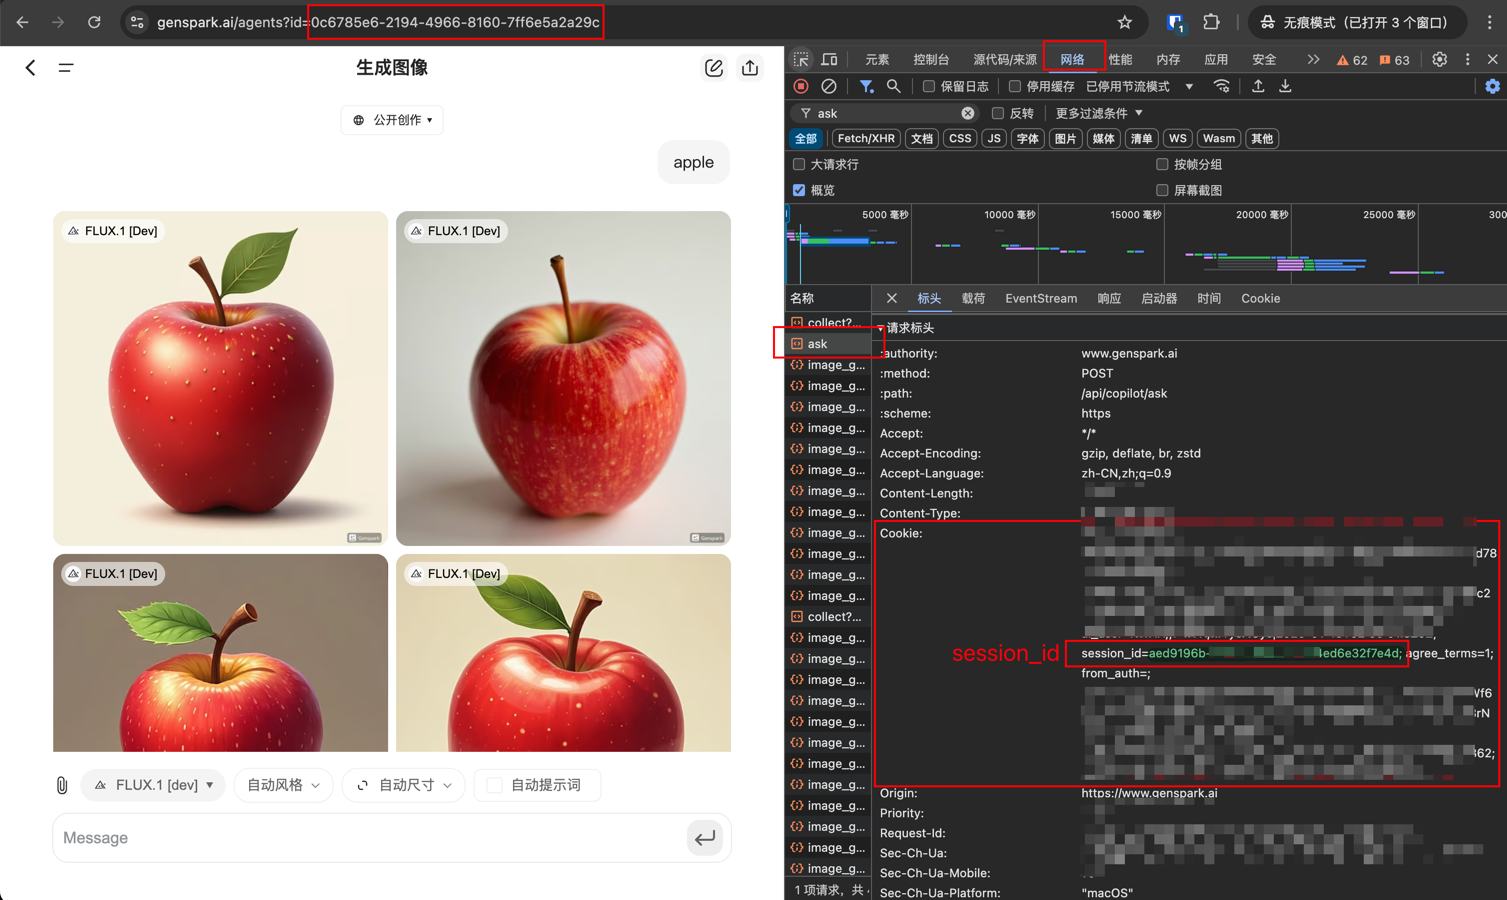 genspark.ai/agents?id=0c6785e6-2194-4966-8160-7ff6e5a2a29c
1
无痕模式（已打开 3 个窗口）
生成图像
公开创作
apple
FLUX.1 [Dev]
FLUX.1 [Dev]
Genspark
Genspark
FLUX.1 [Dev]
FLUX.1 [Dev]
FLUX.1 [dev]
自动风格
自动尺寸
自动提示词
Message
元素
控制台
源代码/来源
网络
性能
内存
应用
安全
62
63
保留日志
停用缓存
已停用节流模式
ask
反转
更多过滤条件
全部
Fetch/XHR
文档
CSS
JS
字体
图片
媒体
清单
WS
Wasm
其他
大请求行
按帧分组
概览
屏幕截图
5000 毫秒
10000 毫秒
15000 毫秒
20000 毫秒
25000 毫秒
300
名称
标头
载荷
EventStream
响应
启动器
时间
Cookie
collect?...
ask
image_g...
image_g...
image_g...
image_g...
image_g...
image_g...
image_g...
image_g...
image_g...
image_g...
image_g...
image_g...
collect?...
image_g...
image_g...
image_g...
image_g...
image_g...
image_g...
image_g...
image_g...
image_g...
image_g...
image_g...
image_g...
1 项请求，共
请求标头
:authority: www.genspark.ai
:method: POST
:path: /api/copilot/ask
:scheme: https
Accept: */*
Accept-Encoding: gzip, deflate, br, zstd
Accept-Language: zh-CN,zh;q=0.9
Content-Length:
Content-Type:
Cookie:
d78
c2
session_id
session_id=aed9196b-
4ed6e32f7e4d; agree_terms=1;
from_auth=;
Wf6
rN
362;
Origin: https://www.genspark.ai
Priority:
Request-Id:
Sec-Ch-Ua:
Sec-Ch-Ua-Mobile:
Sec-Ch-Ua-Platform: "macOS"